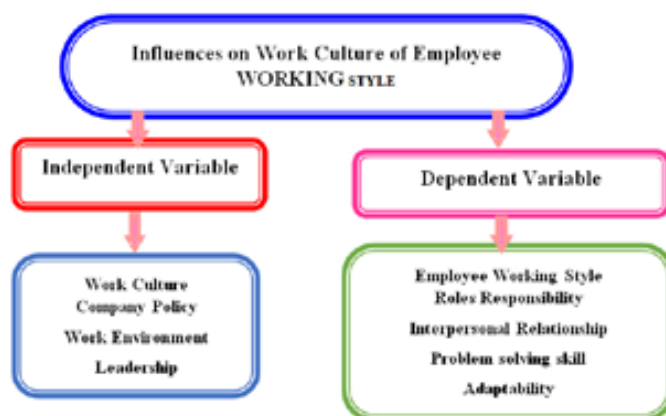 Influences on Work Culture of Employee
WORKING STYLE
Independent Variable
Dependent Variable
Work Culture
Company Policy
Work Environment
Leadership
Employee Working Style
Roles Responsibility
Interpersonal Relationship
Problem solving skill
Adaptability